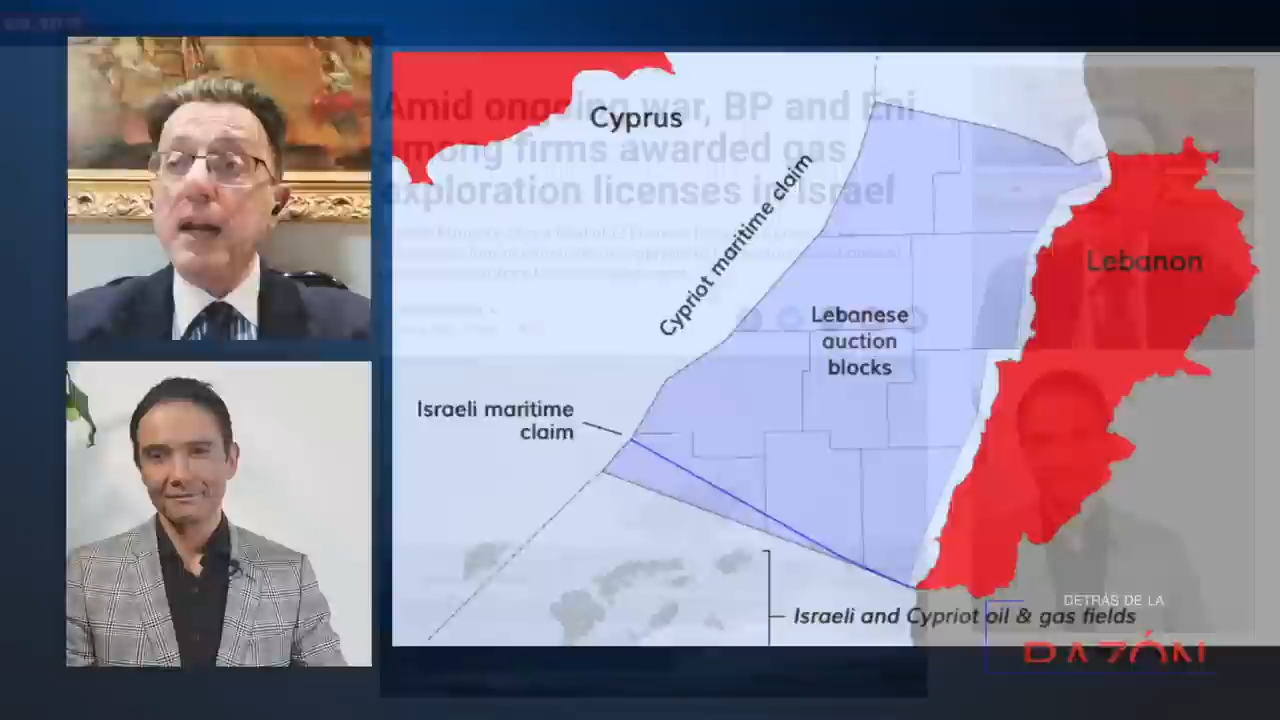 Amid ongoing war, BP and Eni
among firms awarded gas
exploration licenses in Israel
Cyprus
Cypriot maritime claim
Lebanon
Lebanese
auction
blocks
Israeli maritime
claim
Israeli and Cypriot oil & gas fields
DETRÁS DE LA
RAZÓN